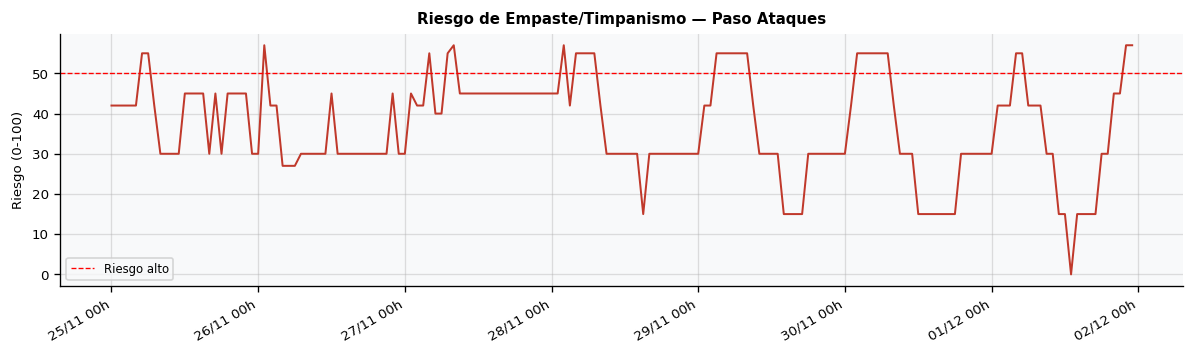 Riesgo de Empaste/Timpanismo — Paso Ataques
Riesgo (0-100)
50
40
30
20
10
0
Riesgo alto
25/11 00h
26/11 00h
27/11 00h
28/11 00h
29/11 00h
30/11 00h
01/12 00h
02/12 00h